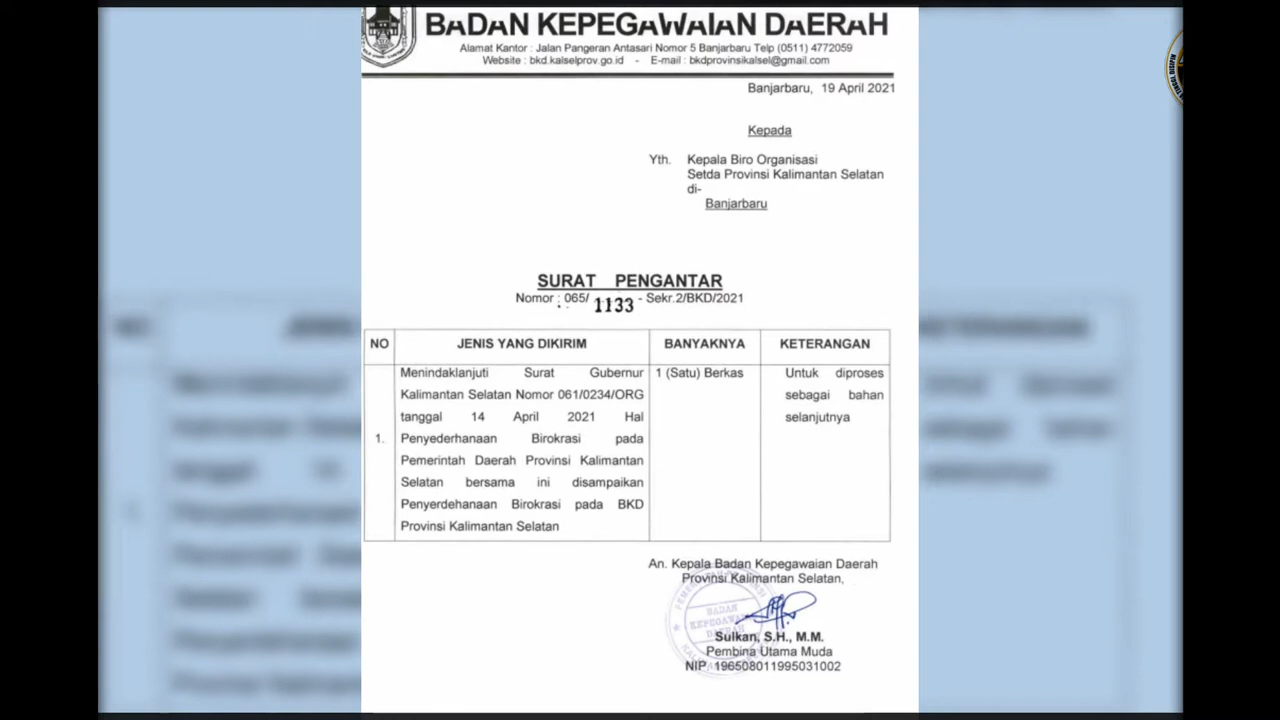 BADAN KEPEGAWAIAN DAERAH
Alamat Kantor : Jalan Pangeran Antasari Nomor 5 Banjarbaru Telp (0511) 4772059
Website : bkd.kalselprov.go.id - E-mail : bkdprovinsikalsel@gmail.com
Banjarbaru, 19 April 2021
Kepada
Yth. Kepala Biro Organisasi
Setda Provinsi Kalimantan Selatan
di-
Banjarbaru
SURAT PENGANTAR
Nomor : 065/ 1133 - Sekr.2/BKD/2021
NO JENIS YANG DIKIRIM BANYAKNYA KETERANGAN
Menindaklanjuti Surat Gubernur 1 (Satu) Berkas Untuk diproses
Kalimantan Selatan Nomor 061/0234/ORG sebagai bahan
tanggal 14 April 2021 Hal selanjutnya
1. Penyederhanaan Birokrasi pada
Pemerintah Daerah Provinsi Kalimantan
Selatan bersama ini disampaikan
Penyerdehanaan Birokrasi pada BKD
Provinsi Kalimantan Selatan
An. Kepala Badan Kepegawaian Daerah
Provinsi Kalimantan Selatan,
BADAN
KEPEGAWAIAN
DAERAH
Sulkan, S.H., M.M.
Pembina Utama Muda
NIP. 196508011995031002